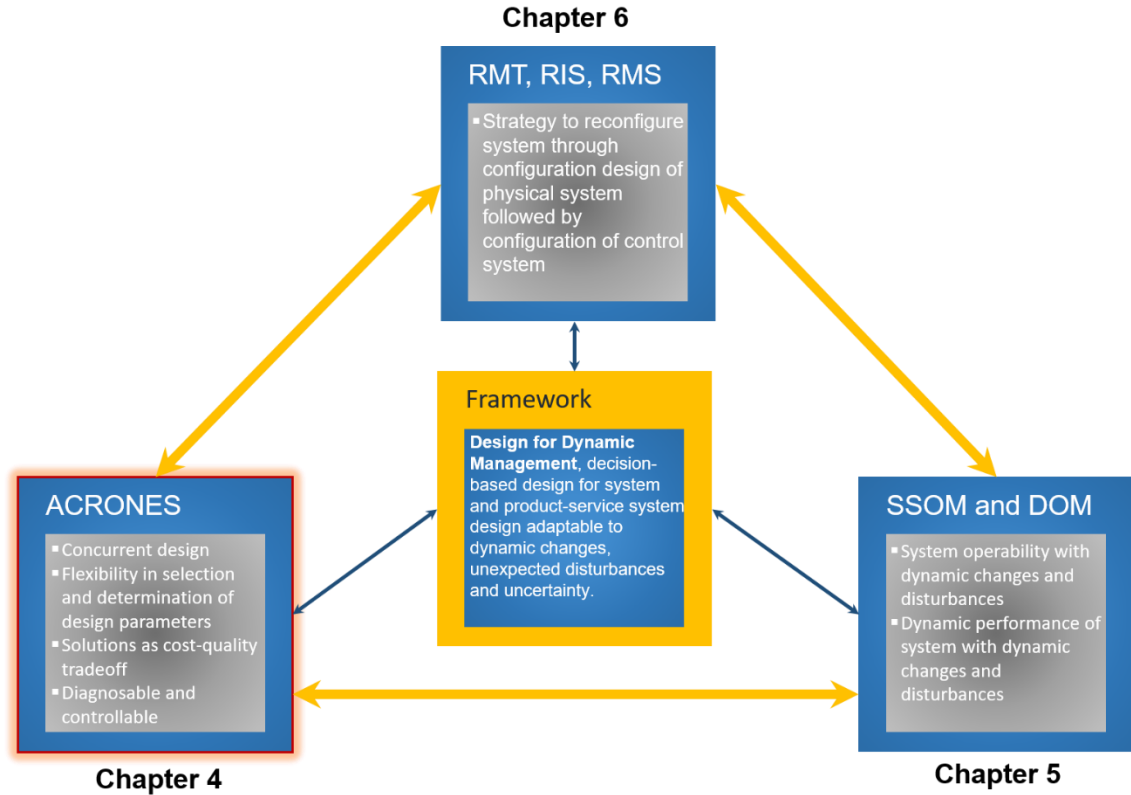 Chapter 6
RMT, RIS, RMS
▪Strategy to reconfigure
system through
configuration design of
physical system
followed by
configuration of control
system
Framework
Design for Dynamic
Management, decision-
based design for system
and product-service system
design adaptable to
dynamic changes,
unexpected disturbances
and uncertainty.
ACRONES
▪Concurrent design
▪Flexibility in selection
and determination of
design parameters
▪Solutions as cost-quality
tradeoff
▪Diagnosable and
controllable
Chapter 4
SSOM and DOM
▪System operability with
dynamic changes and
disturbances
▪Dynamic performance of
system with dynamic
changes and
disturbances
Chapter 5